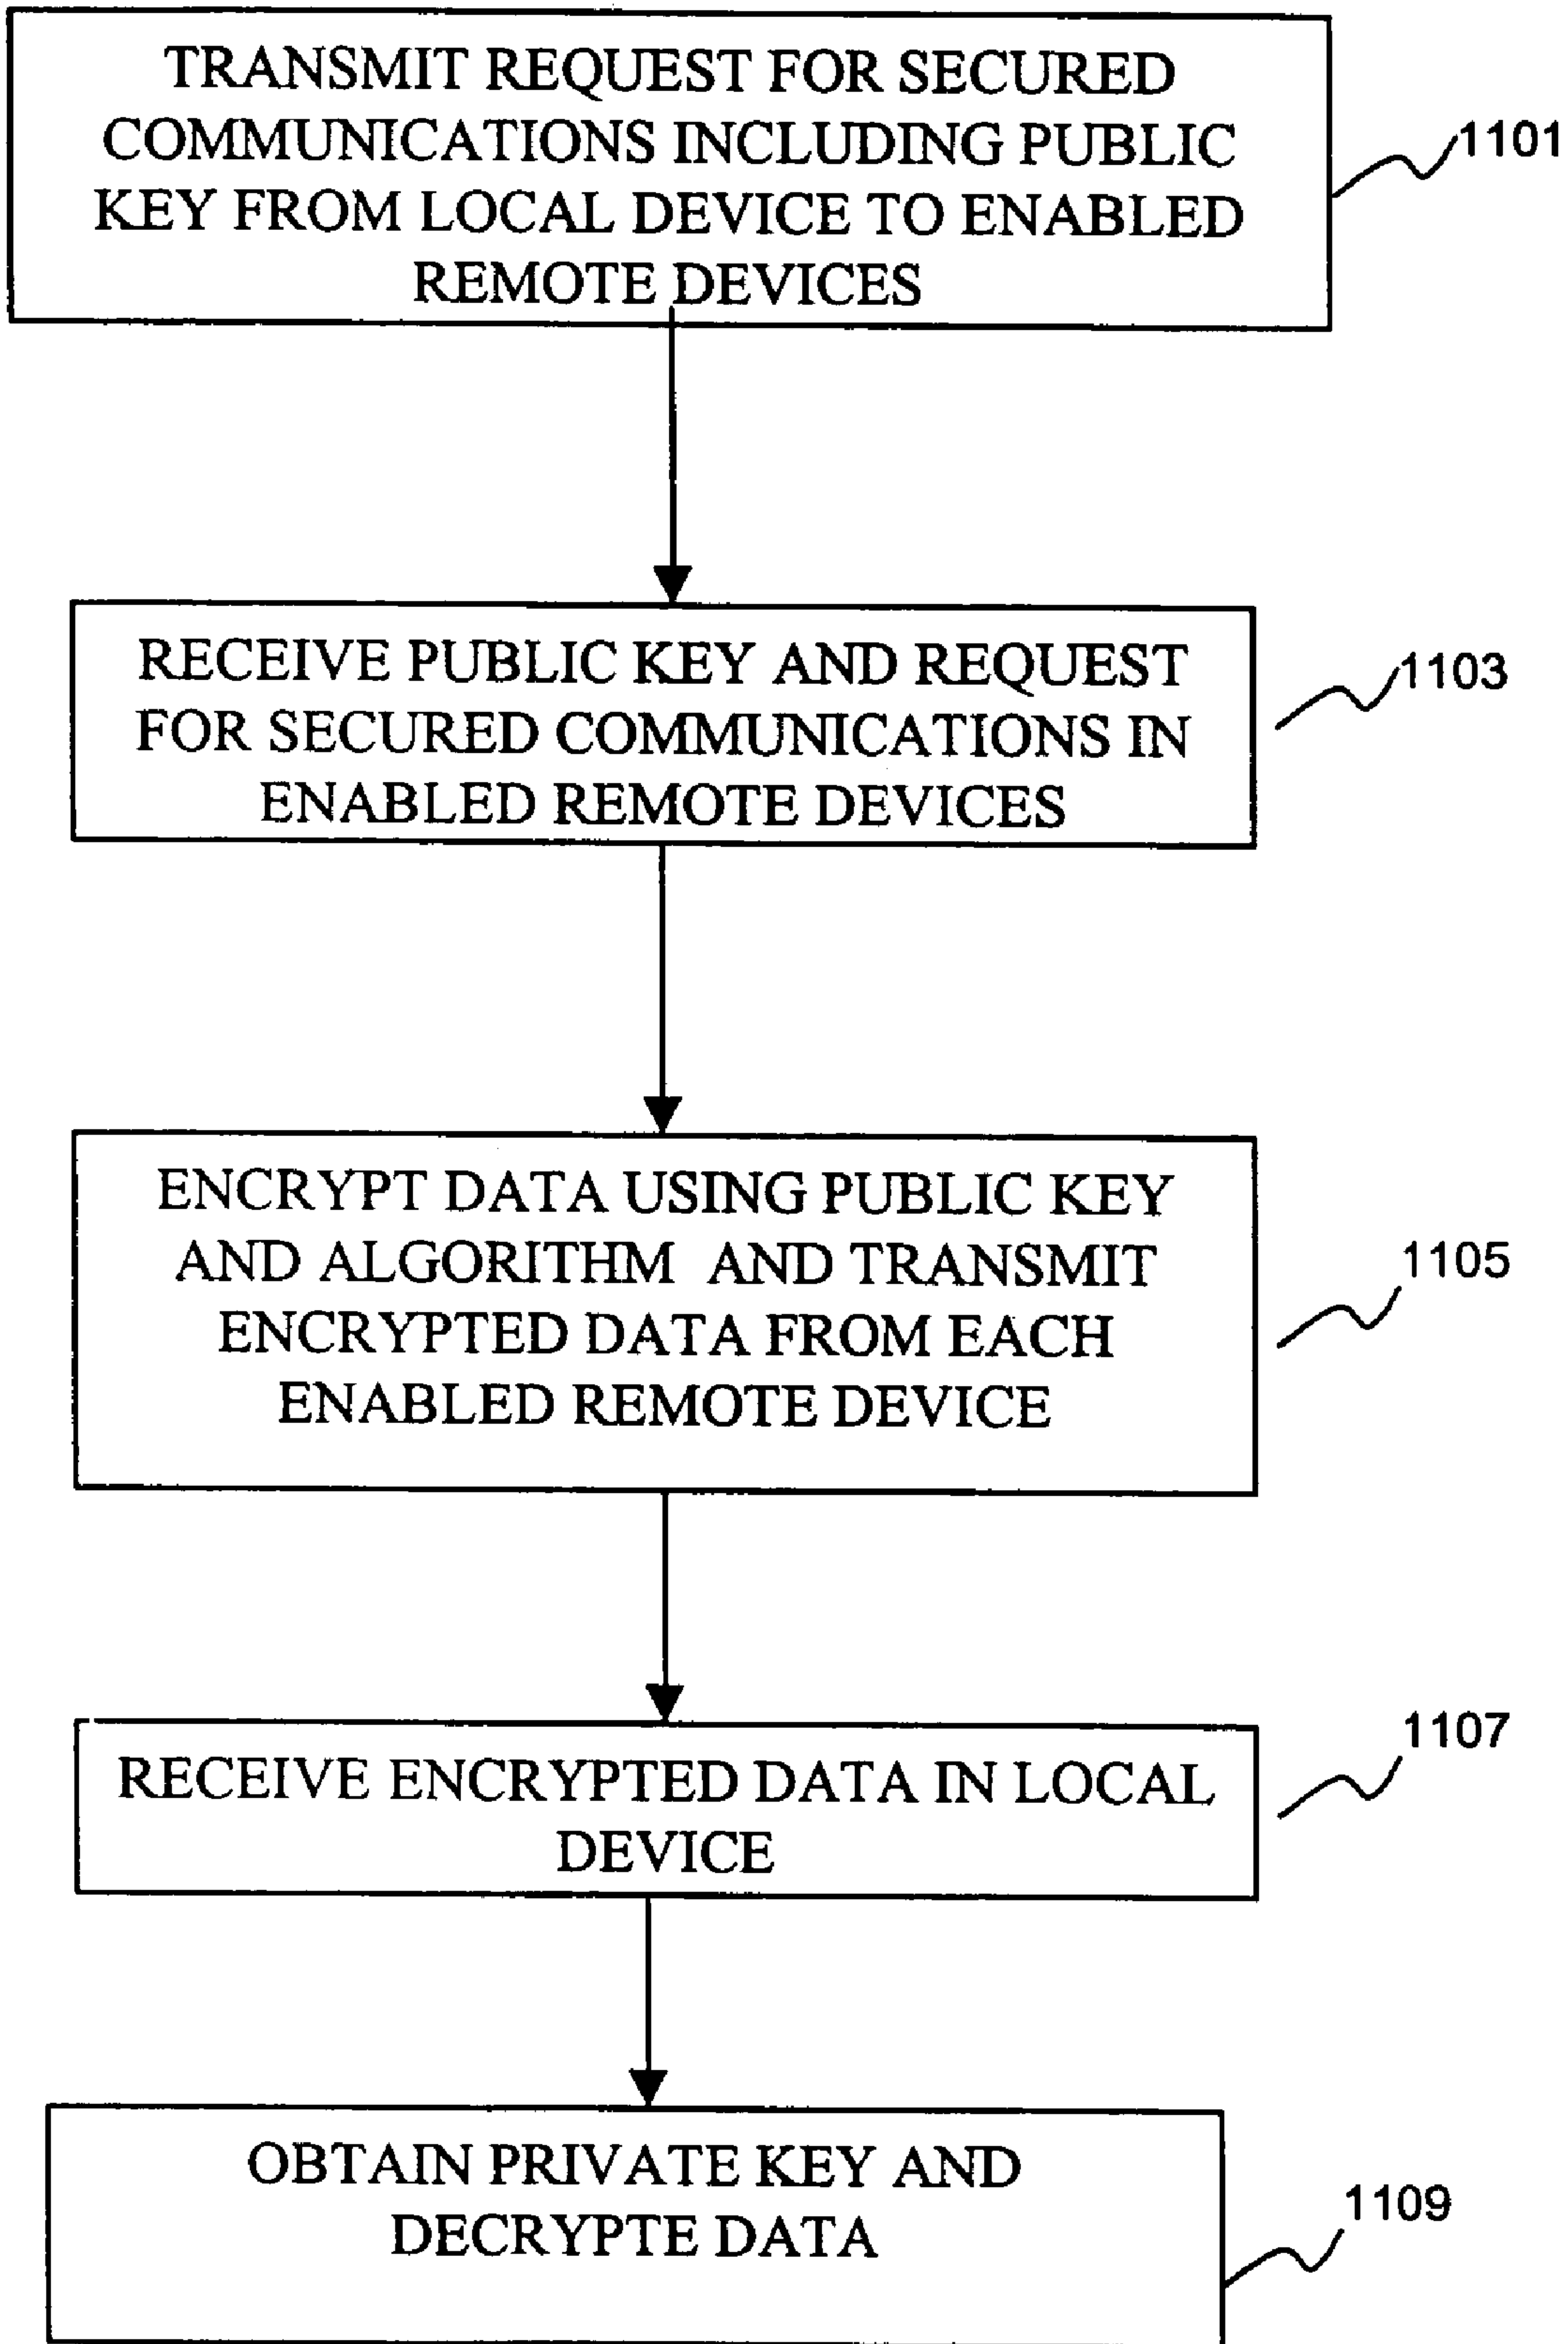 TRANSMIT REQUEST FOR SECURED
COMMUNICATIONS INCLUDING PUBLIC
KEY FROM LOCAL DEVICE TO ENABLED
REMOTE DEVICES
1101
RECEIVE PUBLIC KEY AND REQUEST
FOR SECURED COMMUNICATIONS IN
ENABLED REMOTE DEVICES
1103
ENCRYPT DATA USING PUBLIC KEY
AND ALGORITHM AND TRANSMIT
ENCRYPTED DATA FROM EACH
ENABLED REMOTE DEVICE
1105
RECEIVE ENCRYPTED DATA IN LOCAL
DEVICE
1107
OBTAIN PRIVATE KEY AND
DECRYPTE DATA
1109